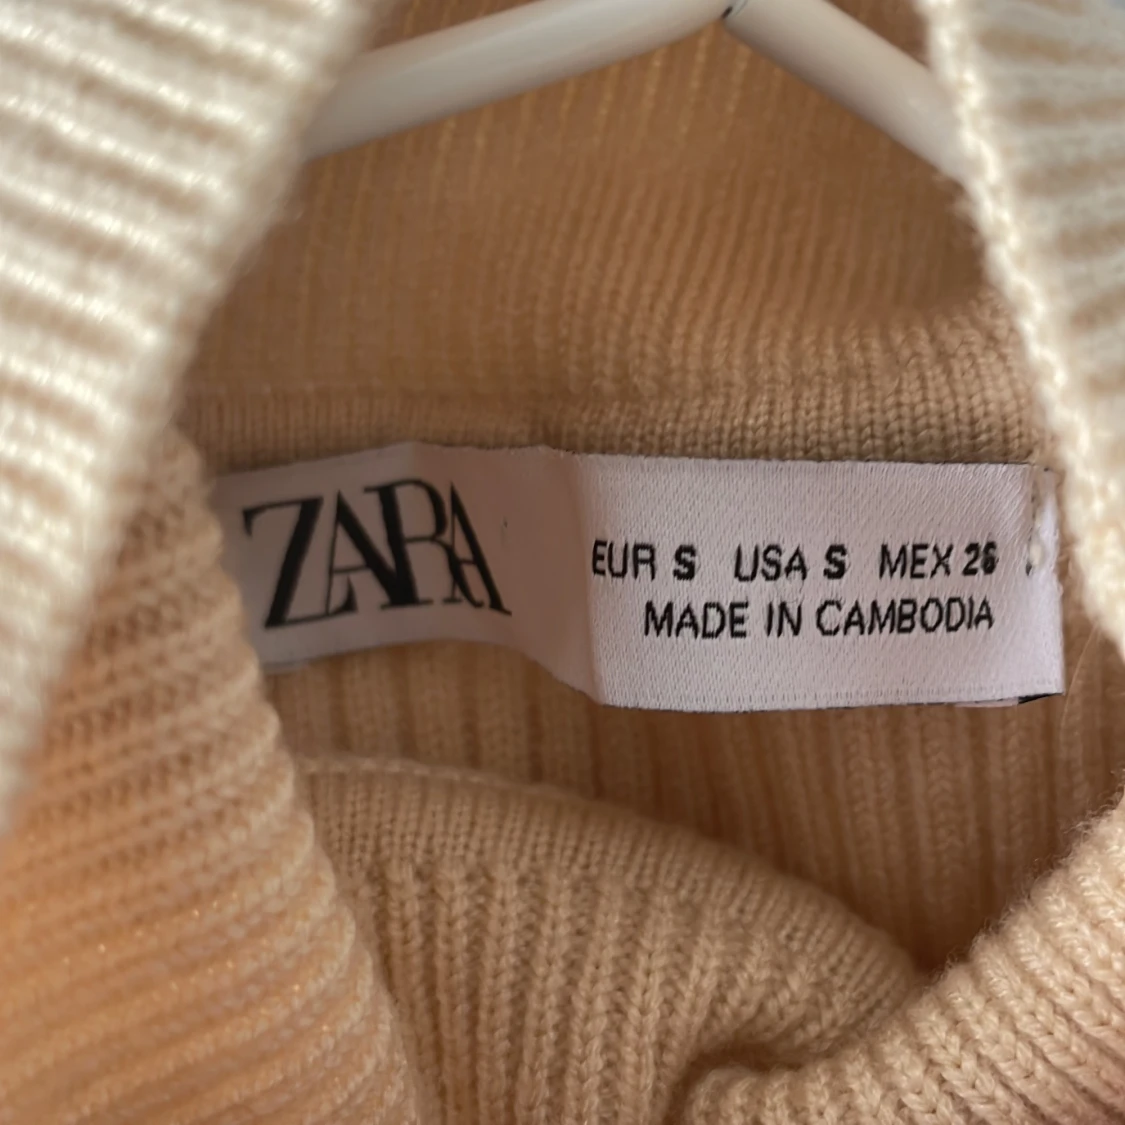 ZARA
EUR S USA S MEX 26
MADE IN CAMBODIA